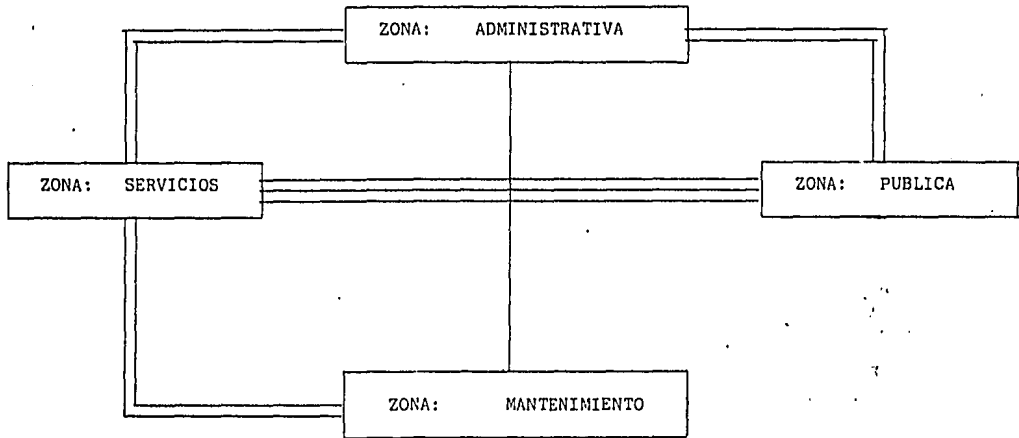 ZONA: ADMINISTRATIVA
ZONA: SERVICIOS
ZONA: PUBLICA
ZONA: MANTENIMIENTO